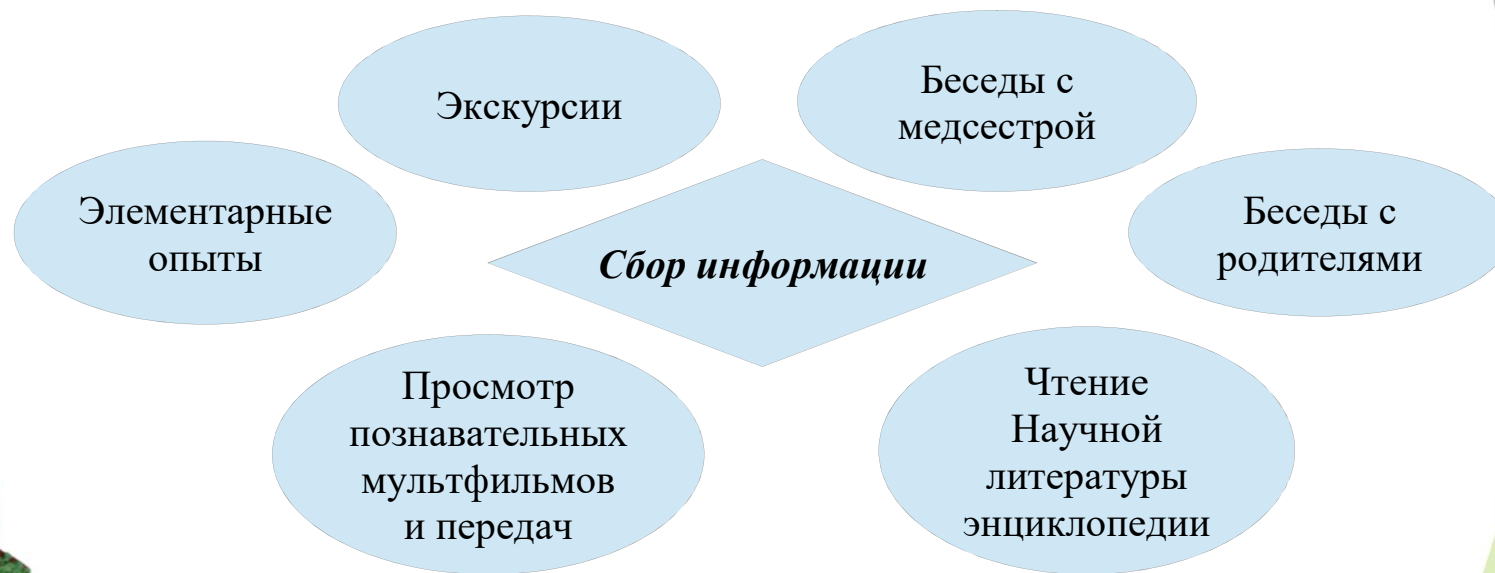 Экскурсии
Беседы с
медсестрой
Элементарные
опыты
Сбор информации
Беседы с
родителями
Просмотр
познавательных
мультфильмов
и передач
Чтение
Научной
литературы
энциклопедии